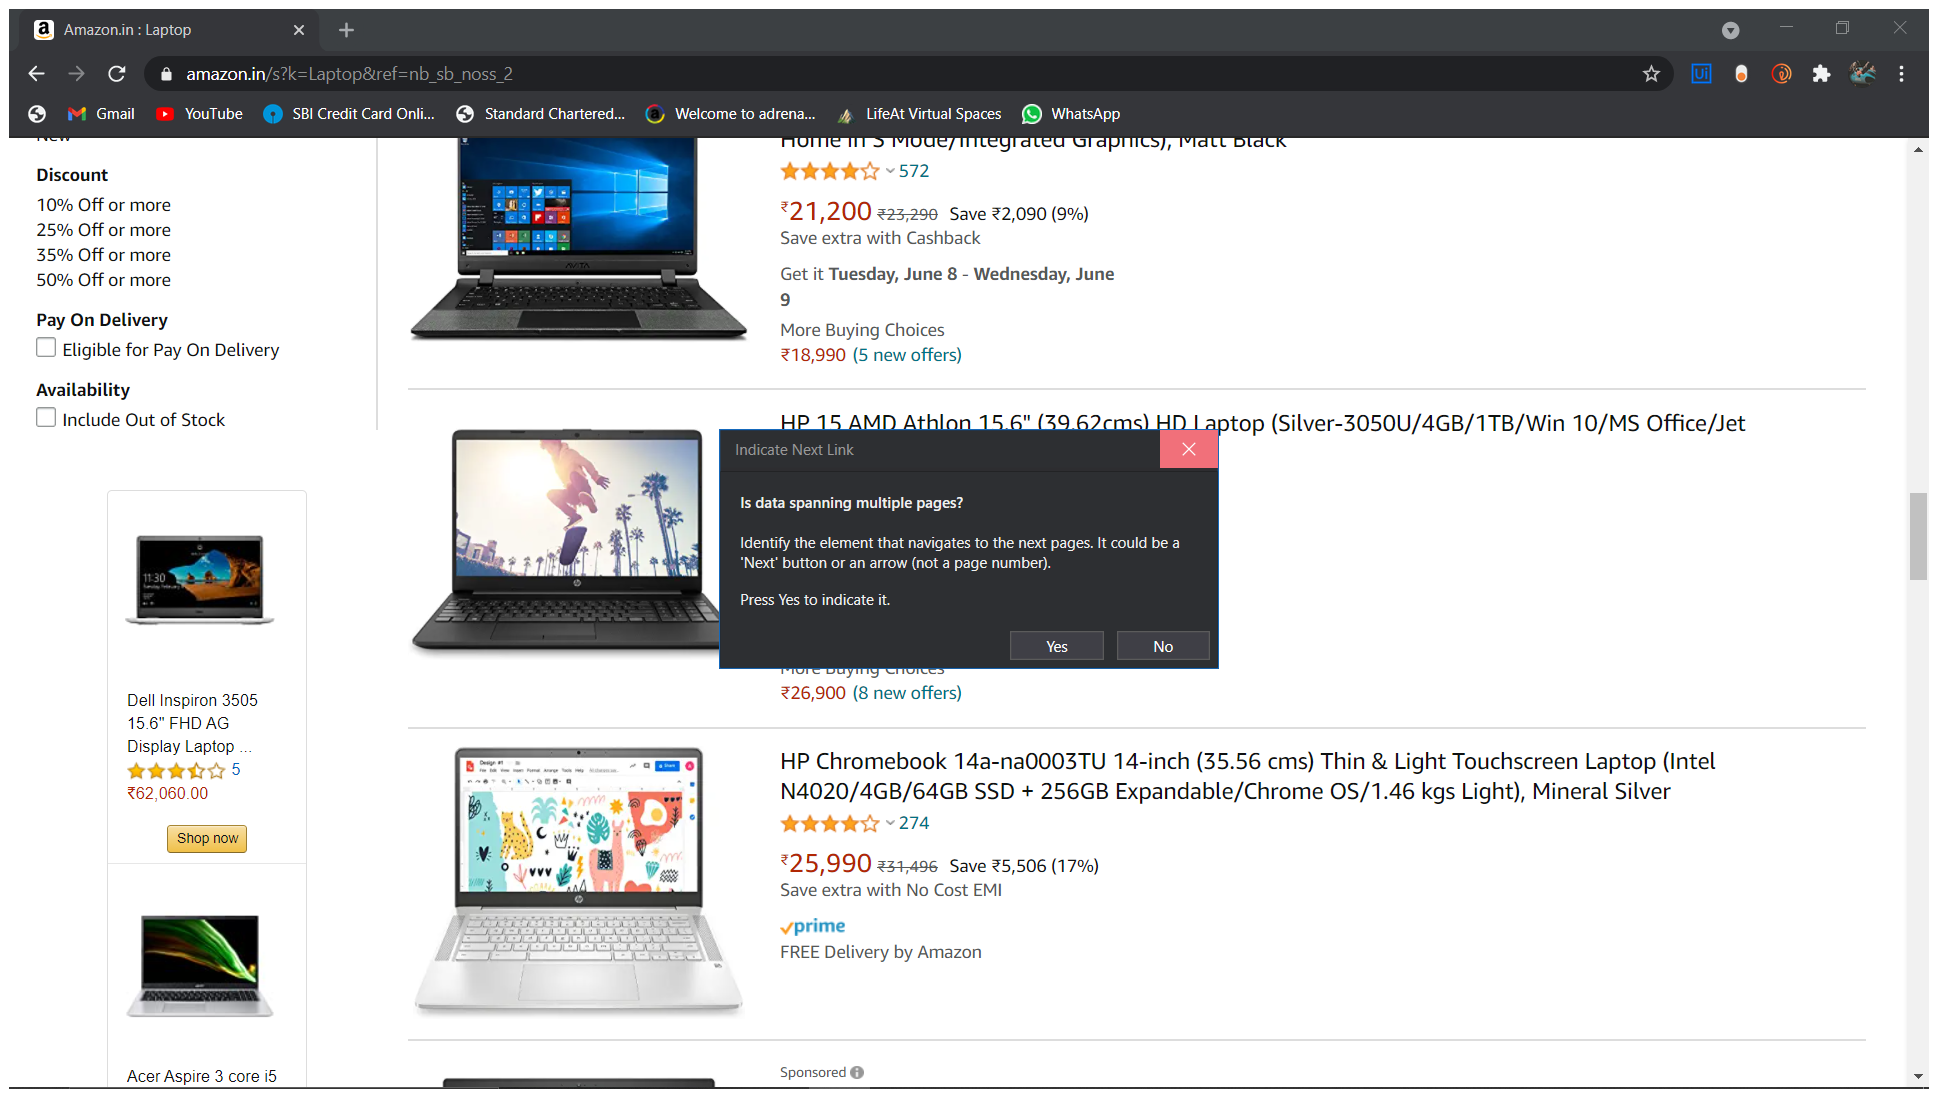 Amazon.in : Laptop
amazon.in/s?k=Laptop&ref=nb_sb_noss_2
Gmail
YouTube
SBI Credit Card Onli...
Standard Chartered...
Welcome to adrena...
LifeAt Virtual Spaces
WhatsApp
New
Discount
10% Off or more
25% Off or more
35% Off or more
50% Off or more
Pay On Delivery
Eligible for Pay On Delivery
Availability
Include Out of Stock
Dell Inspiron 3505
15.6" FHD AG
Display Laptop ...
5
₹62,060.00
Shop now
Acer Aspire 3 core i5
Home in S Mode/Integrated Graphics), Matt Black
572
₹21,200 ₹23,290 Save ₹2,090 (9%)
Save extra with Cashback
Get it Tuesday, June 8 - Wednesday, June
9
More Buying Choices
₹18,990 (5 new offers)
HP 15 AMD Athlon 15.6" (39.62cms) HD Laptop (Silver-3050U/4GB/1TB/Win 10/MS Office/Jet
Indicate Next Link
Is data spanning multiple pages?
Identify the element that navigates to the next pages. It could be a
'Next' button or an arrow (not a page number).
Press Yes to indicate it.
Yes
No
More Buying Choices
₹26,900 (8 new offers)
HP Chromebook 14a-na0003TU 14-inch (35.56 cms) Thin & Light Touchscreen Laptop (Intel
N4020/4GB/64GB SSD + 256GB Expandable/Chrome OS/1.46 kgs Light), Mineral Silver
274
₹25,990 ₹31,496 Save ₹5,506 (17%)
Save extra with No Cost EMI
prime
FREE Delivery by Amazon
Sponsored
AVITA
11:30
Design #1